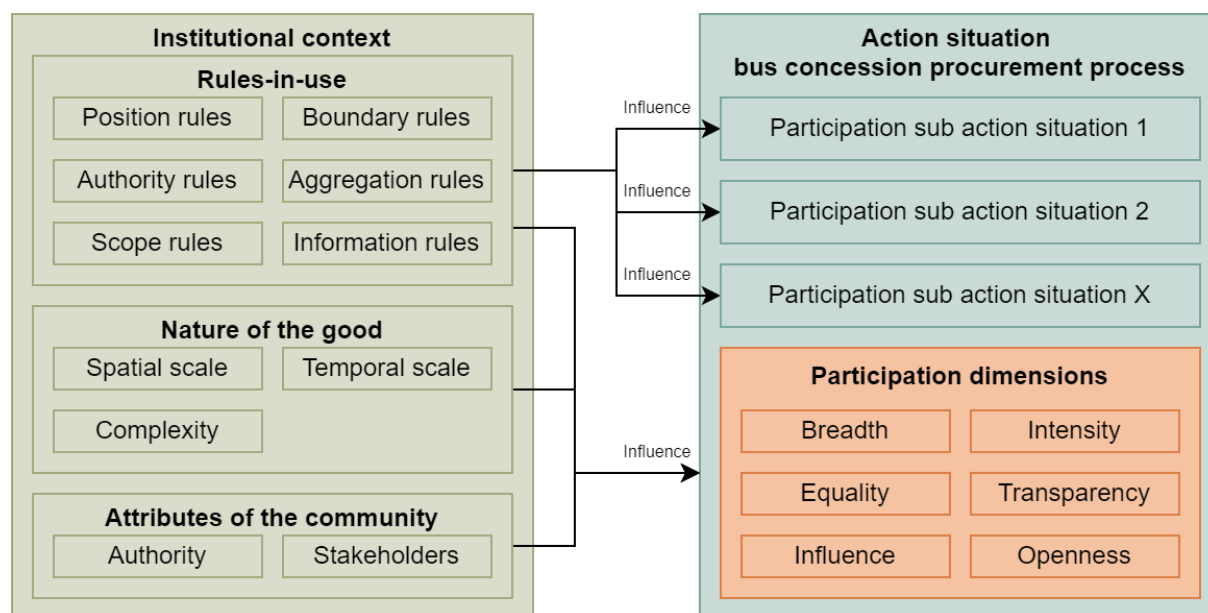 Institutional context
Rules-in-use
Position rules
Boundary rules
Authority rules
Aggregation rules
Scope rules
Information rules
Nature of the good
Spatial scale
Temporal scale
Complexity
Attributes of the community
Authority
Stakeholders
Influence
Influence
Influence
Influence
Action situation
bus concession procurement process
Participation sub action situation 1
Participation sub action situation 2
Participation sub action situation X
Participation dimensions
Breadth
Intensity
Equality
Transparency
Influence
Openness